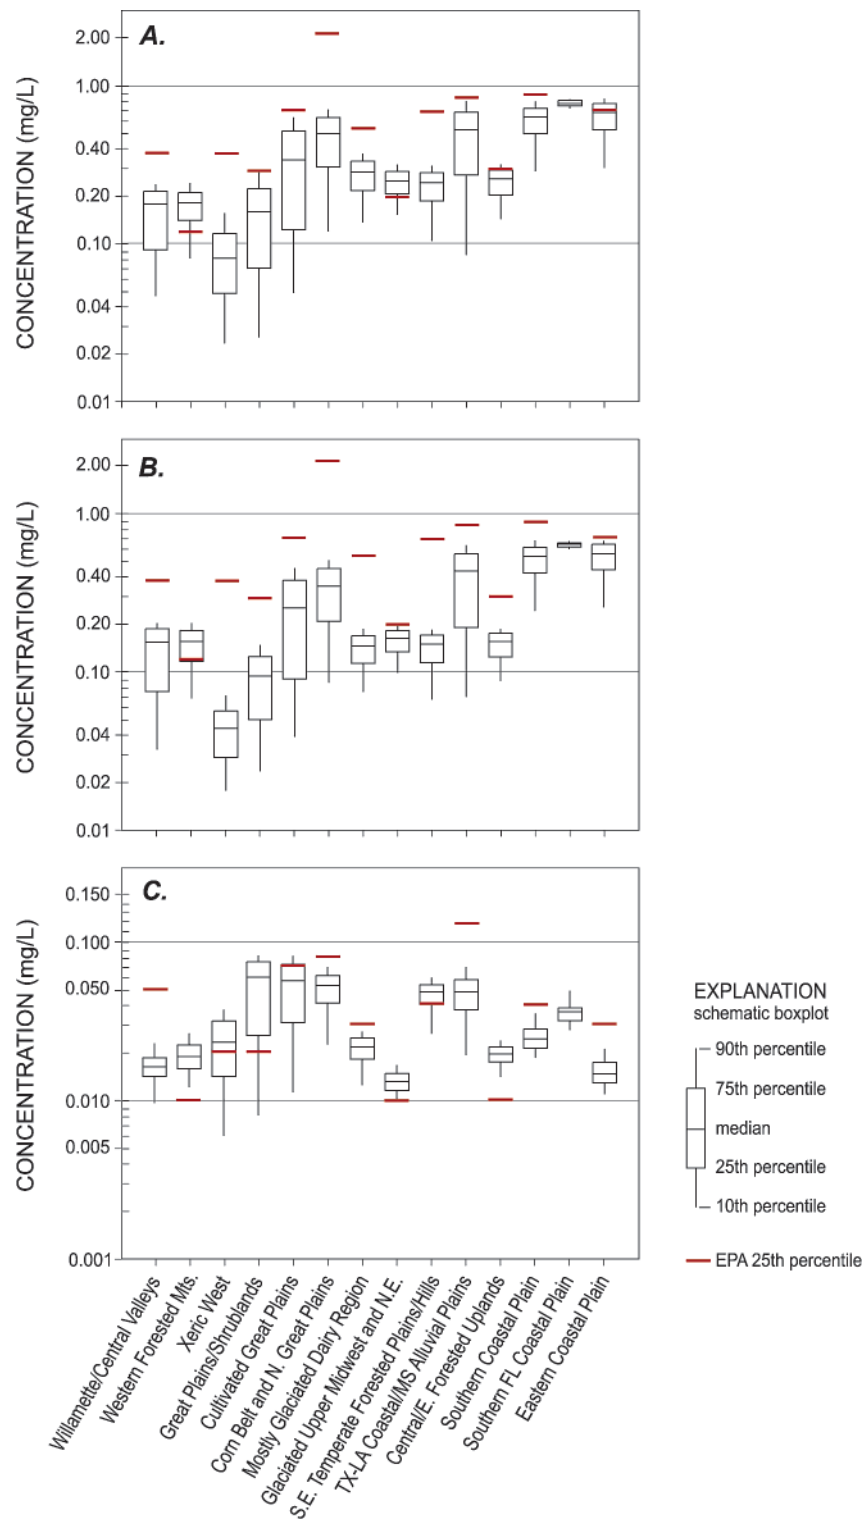 A.
CONCENTRATION (mg/L)
2.00
1.00
0.40
0.20
0.10
0.04
0.02
0.01
B.
CONCENTRATION (mg/L)
2.00
1.00
0.40
0.20
0.10
0.04
0.02
0.01
C.
CONCENTRATION (mg/L)
0.150
0.100
0.050
0.010
0.005
0.001
Willamette/Central Valleys
Western Forested Mts.
Xeric West
Great Plains/Shrublands
Cultivated Great Plains
Corn Belt and N. Great Plains
Mostly Glaciated Dairy Region
Glaciated Upper Midwest and N.E.
S.E. Temperate Forested Plains/Hills
TX-LA Coastal/MS Alluvial Plains
Central/E. Forested Uplands
Southern Coastal Plain
Southern FL Coastal Plain
Eastern Coastal Plain
EXPLANATION
schematic boxplot
90th percentile
75th percentile
median
25th percentile
10th percentile
EPA 25th percentile